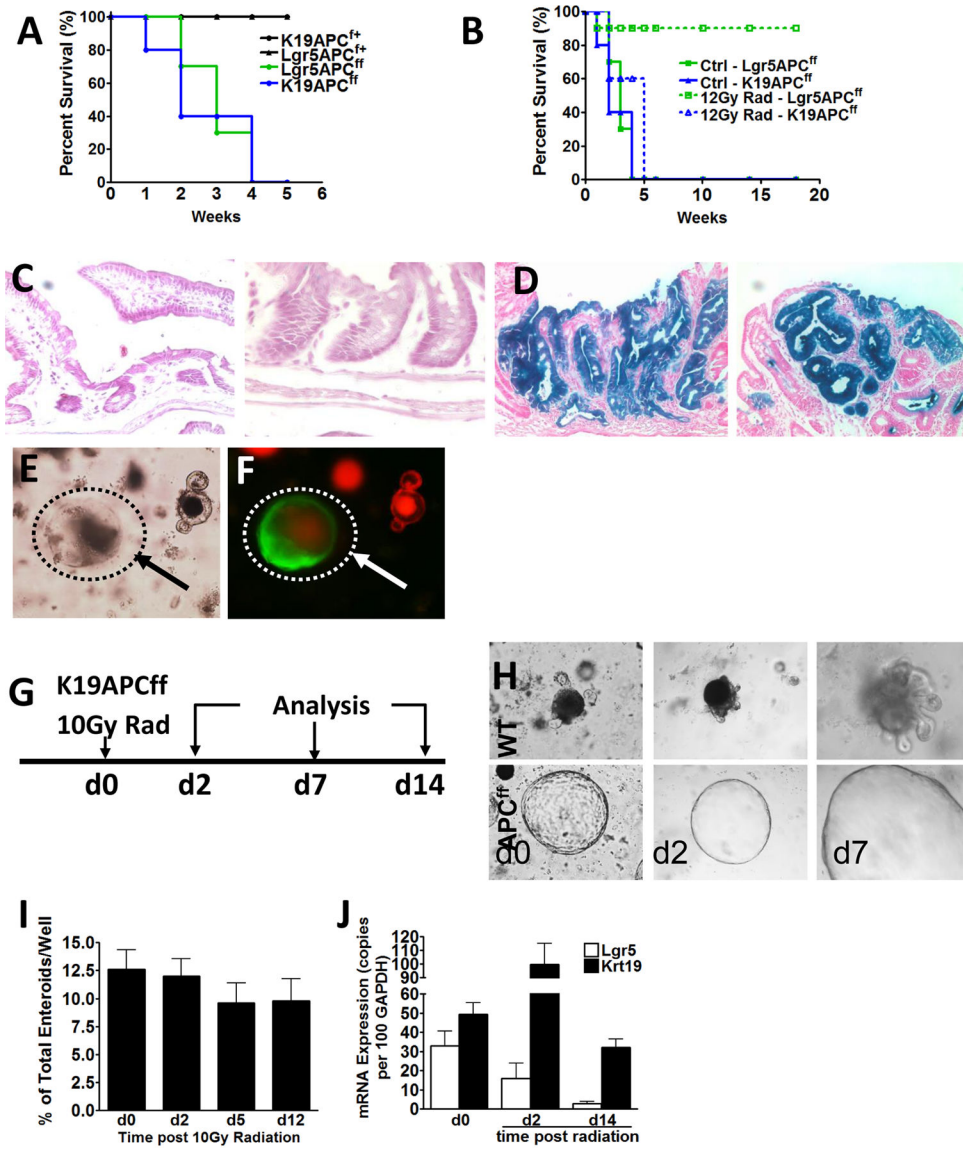 A
Percent Survival (%)
100
80
60
40
20
0
0 1 2 3 4 5 6
Weeks
K19APCf+
Lgr5APCf+
Lgr5APCff
K19APCff
B
Percent Survival (%)
100
80
60
40
20
0
0 5 10 15 20
Weeks
Ctrl - Lgr5APCff
Ctrl - K19APCff
12Gy Rad - Lgr5APCff
12Gy Rad - K19APCff
C
D
E
F
G
K19APCff
10Gy Rad
Analysis
d0 d2 d7 d14
H
WT
APCff
d0 d2 d7
I
% of Total Enteroids/Well
15.0
12.5
10.0
7.5
5.0
2.5
0.0
d0 d2 d5 d12
Time post 10Gy Radiation
J
mRNA Expression (copies
per 100 GAPDH)
120
110
100
90
60
50
40
30
20
10
0
Lgr5
Krt19
d0 d2 d14
time post radiation